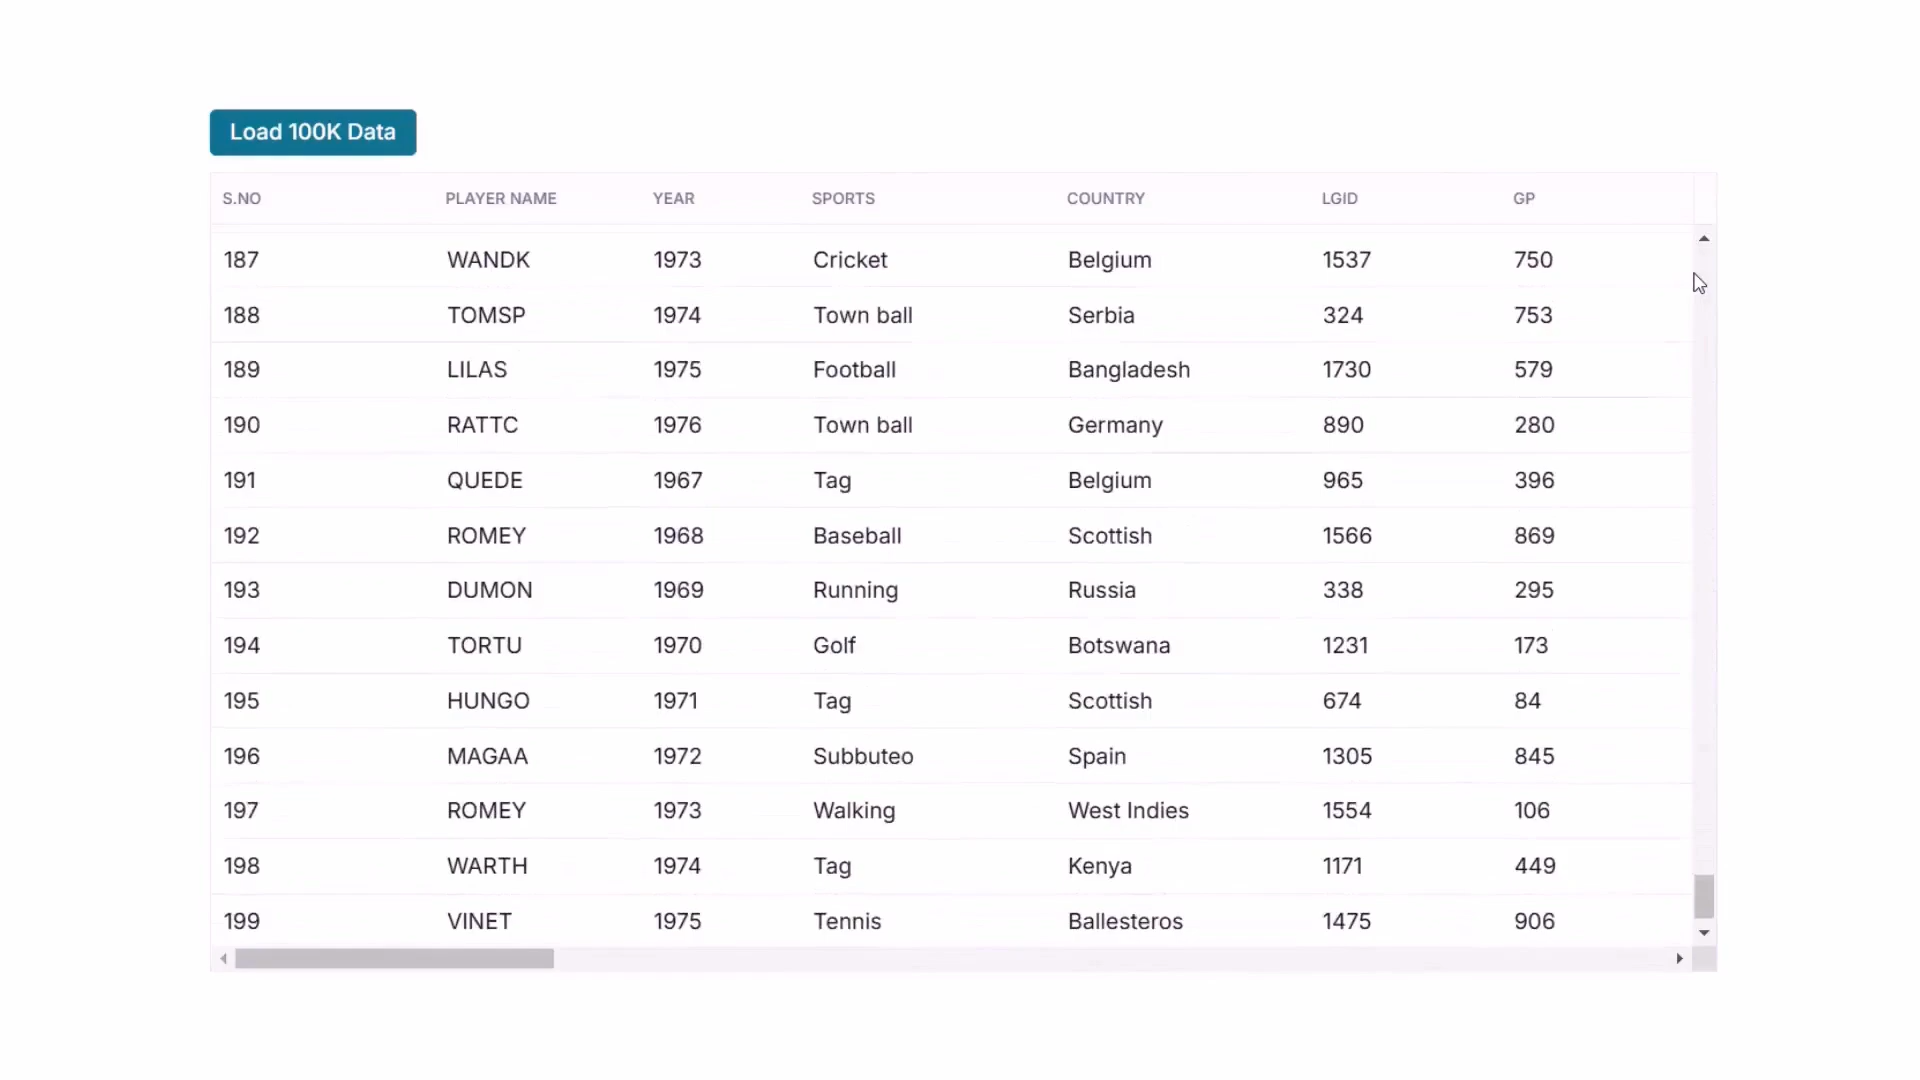 Load 100K Data
S.NO PLAYER NAME YEAR SPORTS COUNTRY LGID GP
187 WANDK 1973 Cricket Belgium 1537 750
188 TOMSP 1974 Town ball Serbia 324 753
189 LILAS 1975 Football Bangladesh 1730 579
190 RATTC 1976 Town ball Germany 890 280
191 QUEDE 1967 Tag Belgium 965 396
192 ROMEY 1968 Baseball Scottish 1566 869
193 DUMON 1969 Running Russia 338 295
194 TORTU 1970 Golf Botswana 1231 173
195 HUNGO 1971 Tag Scottish 674 84
196 MAGAA 1972 Subbuteo Spain 1305 845
197 ROMEY 1973 Walking West Indies 1554 106
198 WARTH 1974 Tag Kenya 1171 449
199 VINET 1975 Tennis Ballesteros 1475 906